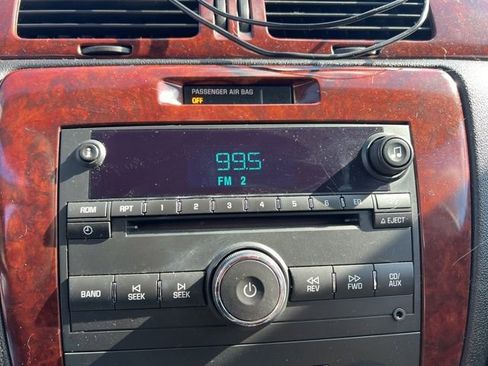 PASSENGER AIR BAG
OFF
99.5
FM 2
RDM RPT 1 2 3 4 5 6 EQ
EJECT
BAND SEEK SEEK REV FWD CD/
AUX